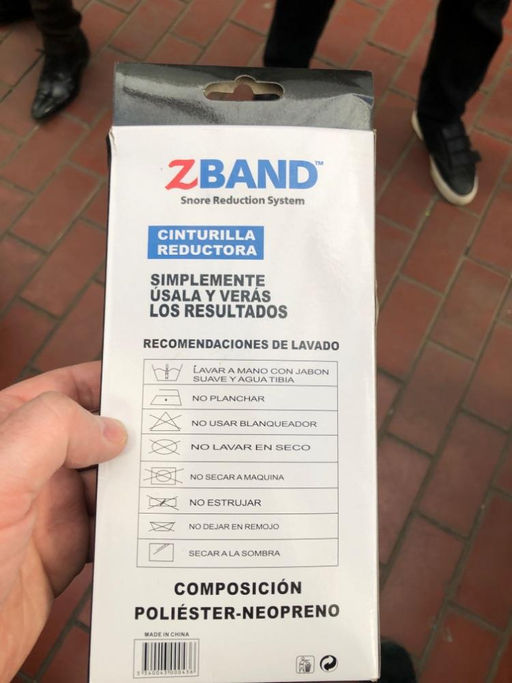 ZBAND™
Snore Reduction System
CINTURILLA
REDUCTORA
SIMPLEMENTE
ÚSALA Y VERÁS
LOS RESULTADOS
RECOMENDACIONES DE LAVADO
LAVAR A MANO CON JABON
SUAVE Y AGUA TIBIA
NO PLANCHAR
NO USAR BLANQUEADOR
NO LAVAR EN SECO
NO SECAR A MAQUINA
NO ESTRUJAR
NO DEJAR EN REMOJO
SECAR A LA SOMBRA
COMPOSICIÓN
POLIÉSTER-NEOPRENO
MADE IN CHINA